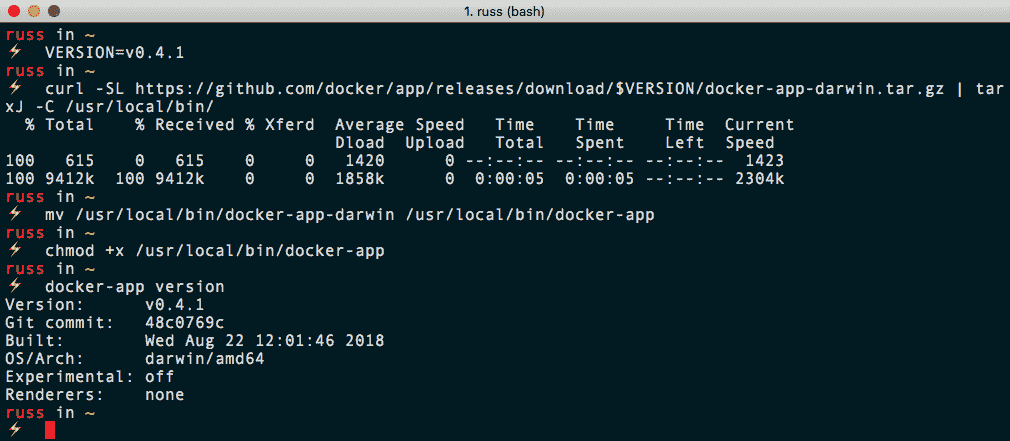 1. russ (bash)
russ in ~
⚡ VERSION=v0.4.1
russ in ~
⚡ curl -SL https://github.com/docker/app/releases/download/$VERSION/docker-app-darwin.tar.gz | tar
xJ -C /usr/local/bin/
% Total % Received % Xferd Average Speed Time Time Time Current
Dload Upload Total Spent Left Speed
100 615 0 615 0 0 1420 0 --:--:-- --:--:-- --:--:-- 1423
100 9412k 100 9412k 0 0 1858k 0 0:00:05 0:00:05 --:--:-- 2304k
russ in ~
⚡ mv /usr/local/bin/docker-app-darwin /usr/local/bin/docker-app
russ in ~
⚡ chmod +x /usr/local/bin/docker-app
russ in ~
⚡ docker-app version
Version: v0.4.1
Git commit: 48c0769c
Built: Wed Aug 22 12:01:46 2018
OS/Arch: darwin/amd64
Experimental: off
Renderers: none
russ in ~
⚡